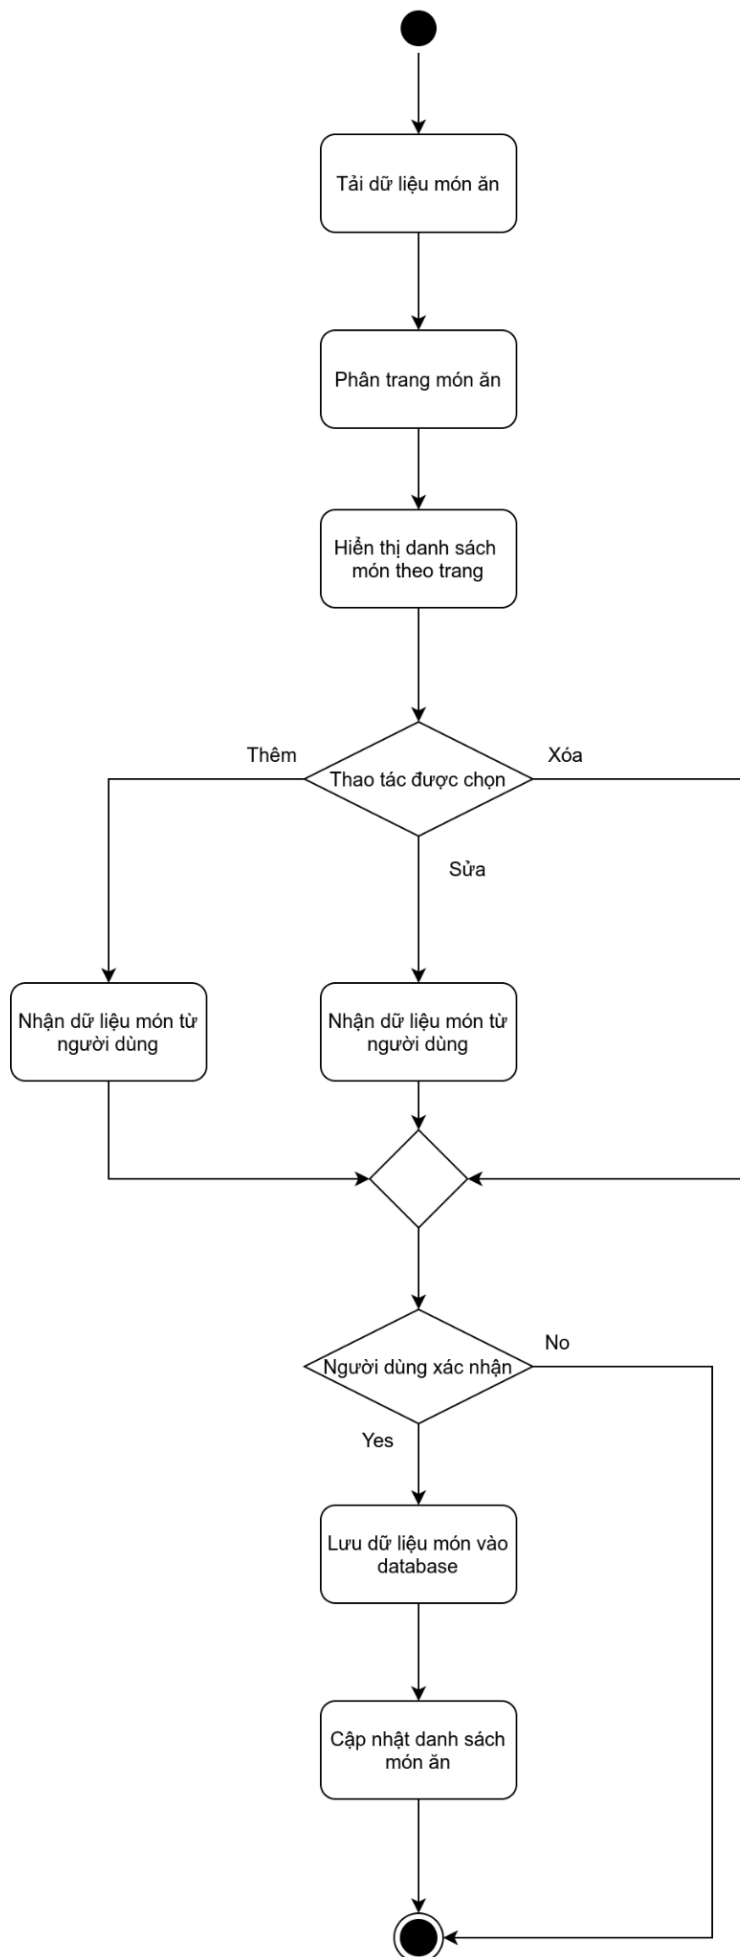 Tải dữ liệu món ăn
Phân trang món ăn
Hiển thị danh sách
món theo trang
Thêm
Xóa
Thao tác được chọn
Sửa
Nhận dữ liệu món từ
người dùng
Nhận dữ liệu món từ
người dùng
No
Người dùng xác nhận
Yes
Lưu dữ liệu món vào
database
Cập nhật danh sách
món ăn